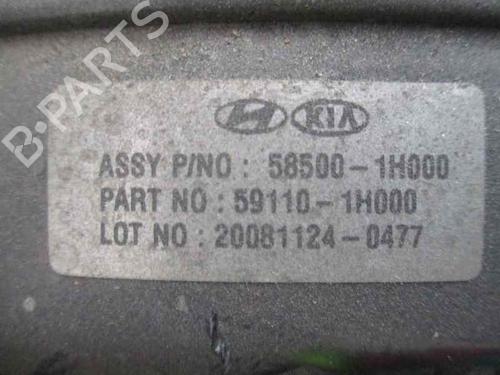 B-PARTS
KIA
ASSY P/NO : 58500-1H000
PART NO : 59110-1H000
LOT NO : 20081124-0477